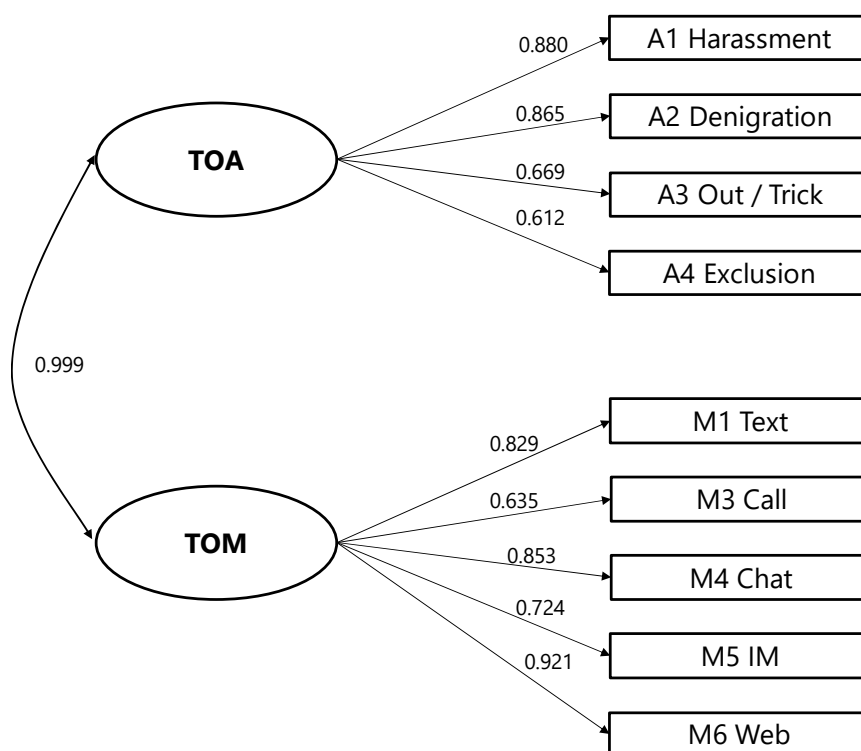 0.880
A1 Harassment
0.865
A2 Denigration
TOA
0.669
A3 Out / Trick
0.612
A4 Exclusion
0.999
0.829
M1 Text
0.635
M3 Call
TOM
0.853
M4 Chat
0.724
M5 IM
0.921
M6 Web